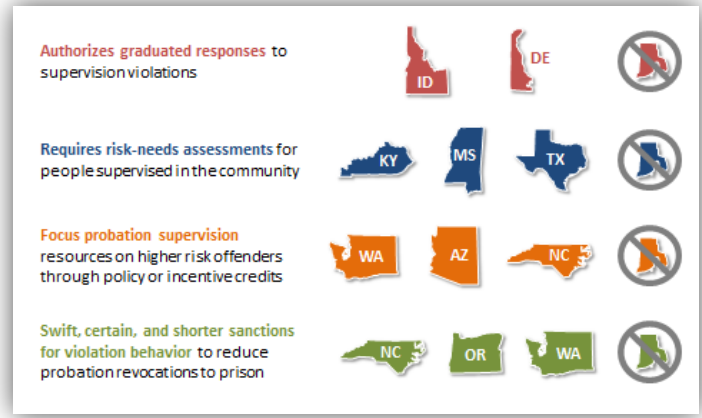 Authorizes graduated responses to
supervision violations
ID
DE
Requires risk-needs assessments for
people supervised in the community
KY
MS
TX
Focus probation supervision
resources on higher risk offenders
through policy or incentive credits
WA
AZ
NC
Swift, certain, and shorter sanctions
for violation behavior to reduce
probation revocations to prison
NC
OR
WA